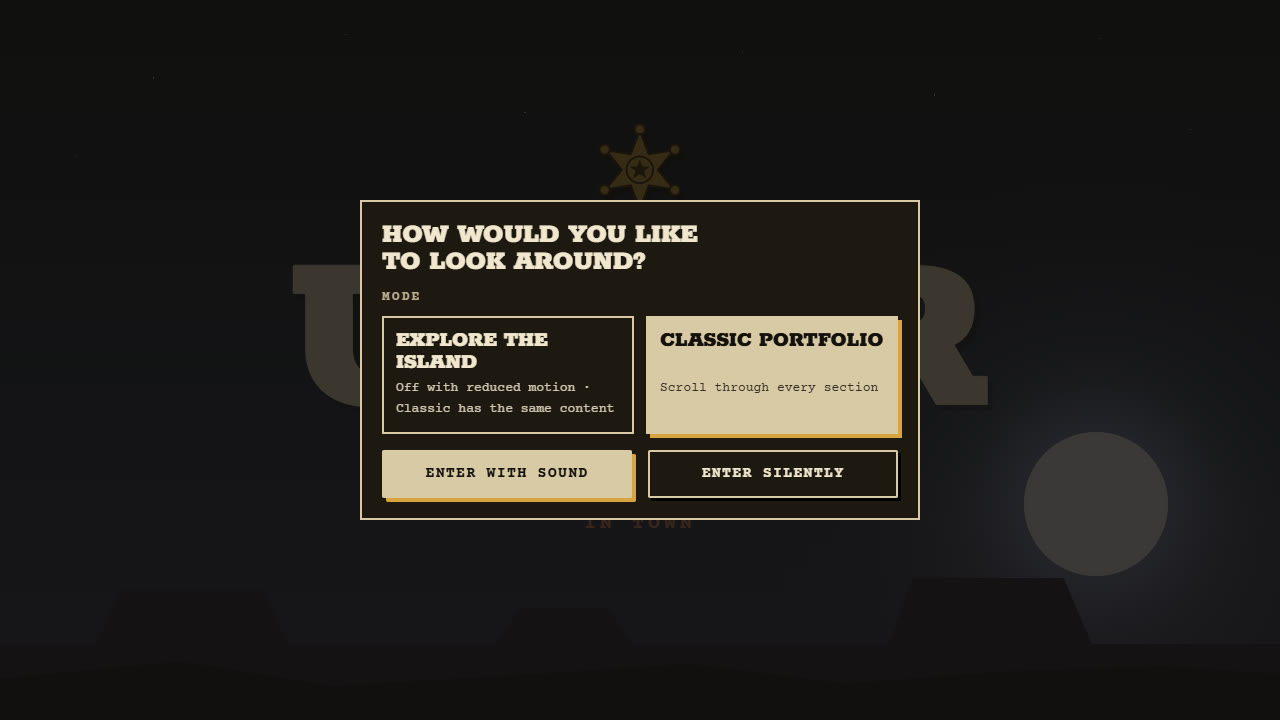 HOW WOULD YOU LIKE
TO LOOK AROUND?
MODE
EXPLORE THE
ISLAND
Off with reduced motion ·
Classic has the same content
CLASSIC PORTFOLIO
Scroll through every section
ENTER WITH SOUND
ENTER SILENTLY
IN TOWN